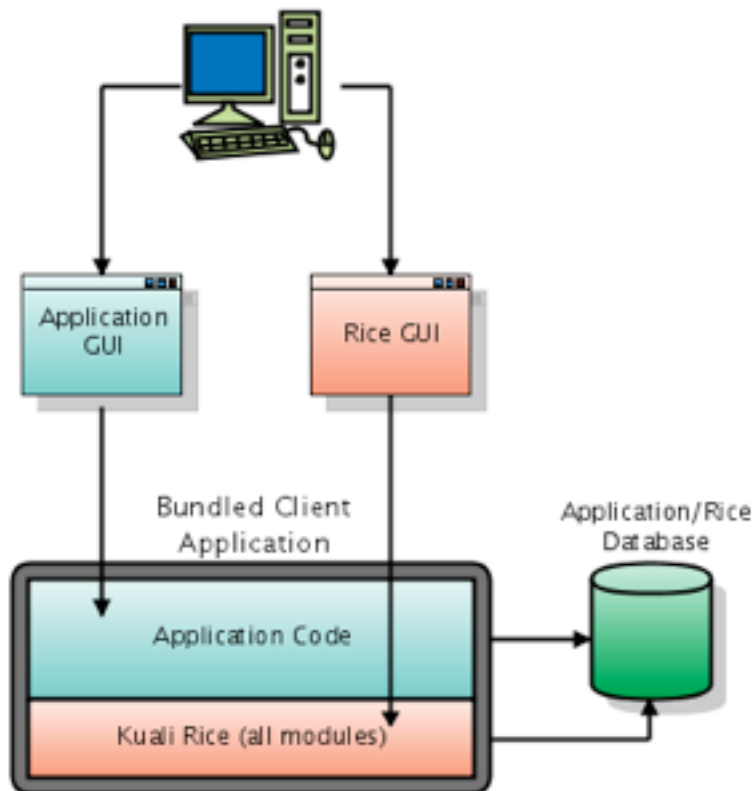 Application
GUI
Rice GUI
Bundled Client
Application
Application/Rice
Database
Application Code
Kuali Rice (all modules)